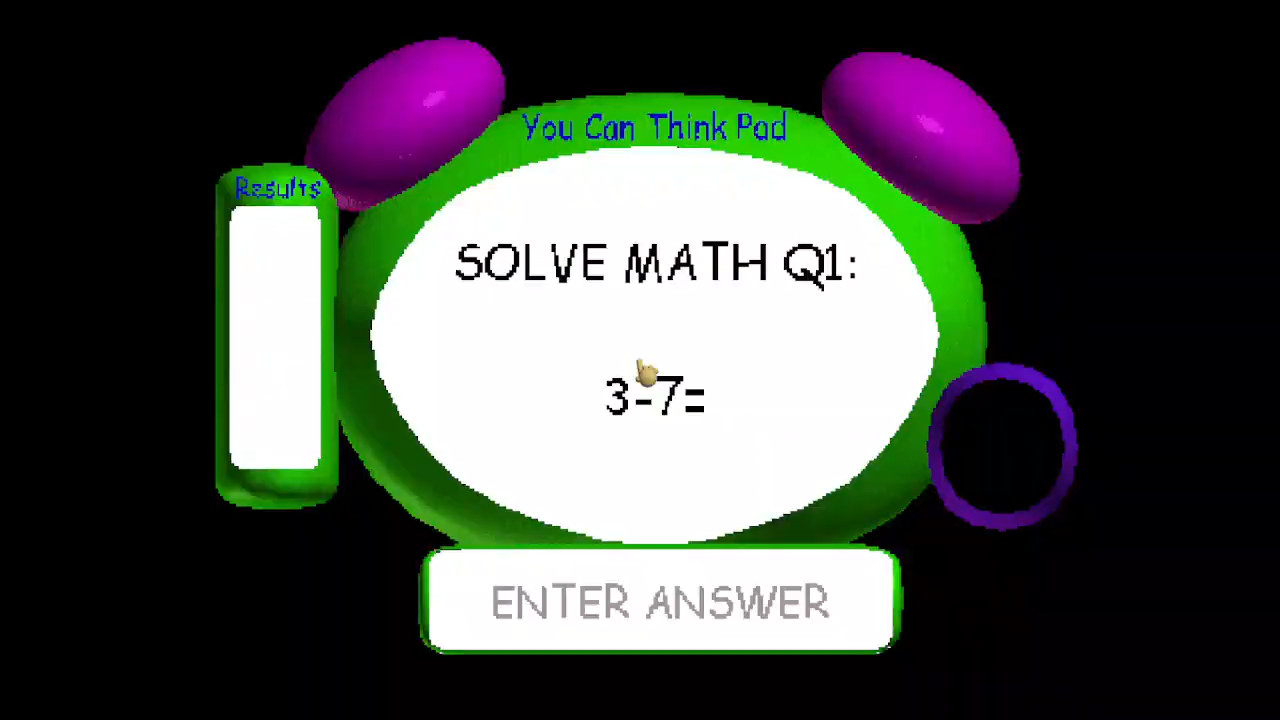 You Can Think Pad
Results
SOLVE MATH Q1:
3-7=
ENTER ANSWER